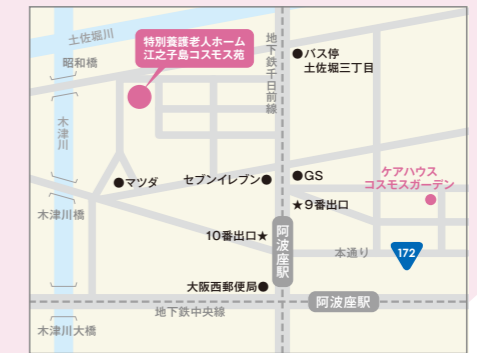 土佐堀川
昭和橋
特別養護老人ホーム
江之子島コスモス苑
地下鉄千日前線
●バス停
土佐堀三丁目
木津川
●マツダ
セブンイレブン●
●GS
ケアハウス
コスモスガーデン
★9番出口
木津川橋
10番出口★
阿波座駅
本通り
172
大阪西郵便局●
阿波座駅
地下鉄中央線
木津川大橋